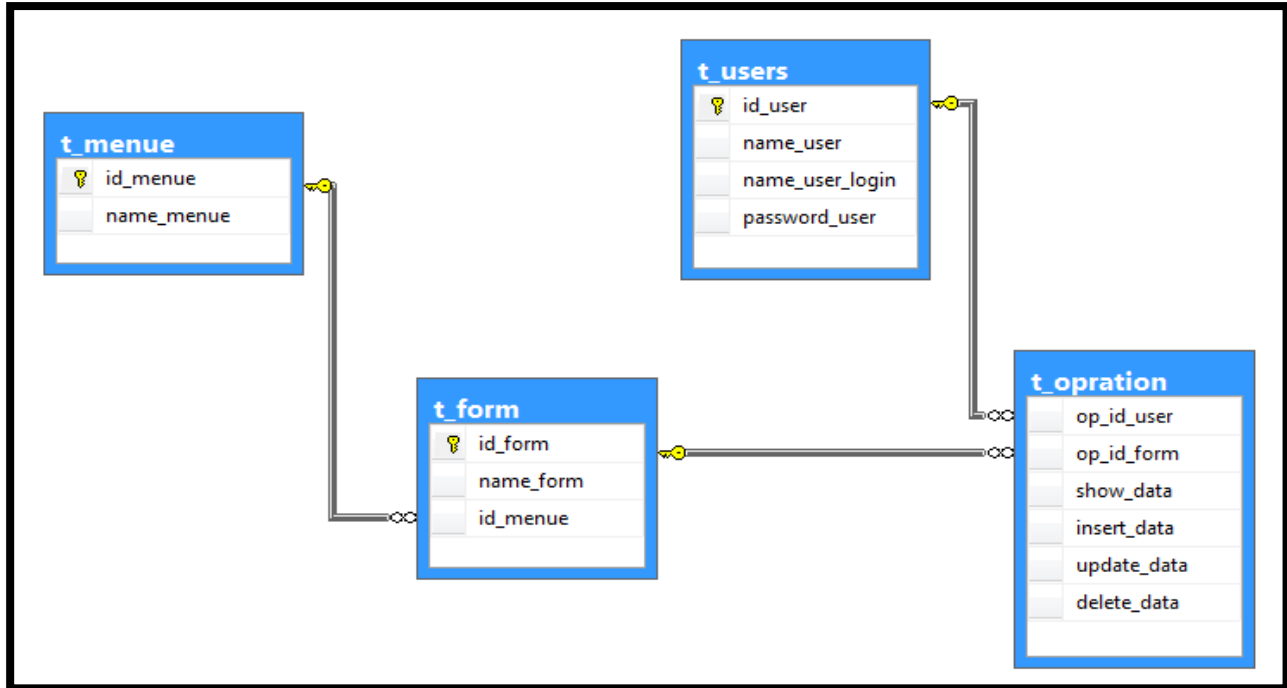 t_menue
id_menue
name_menue
t_users
id_user
name_user
name_user_login
password_user
t_form
id_form
name_form
id_menue
t_opration
op_id_user
op_id_form
show_data
insert_data
update_data
delete_data